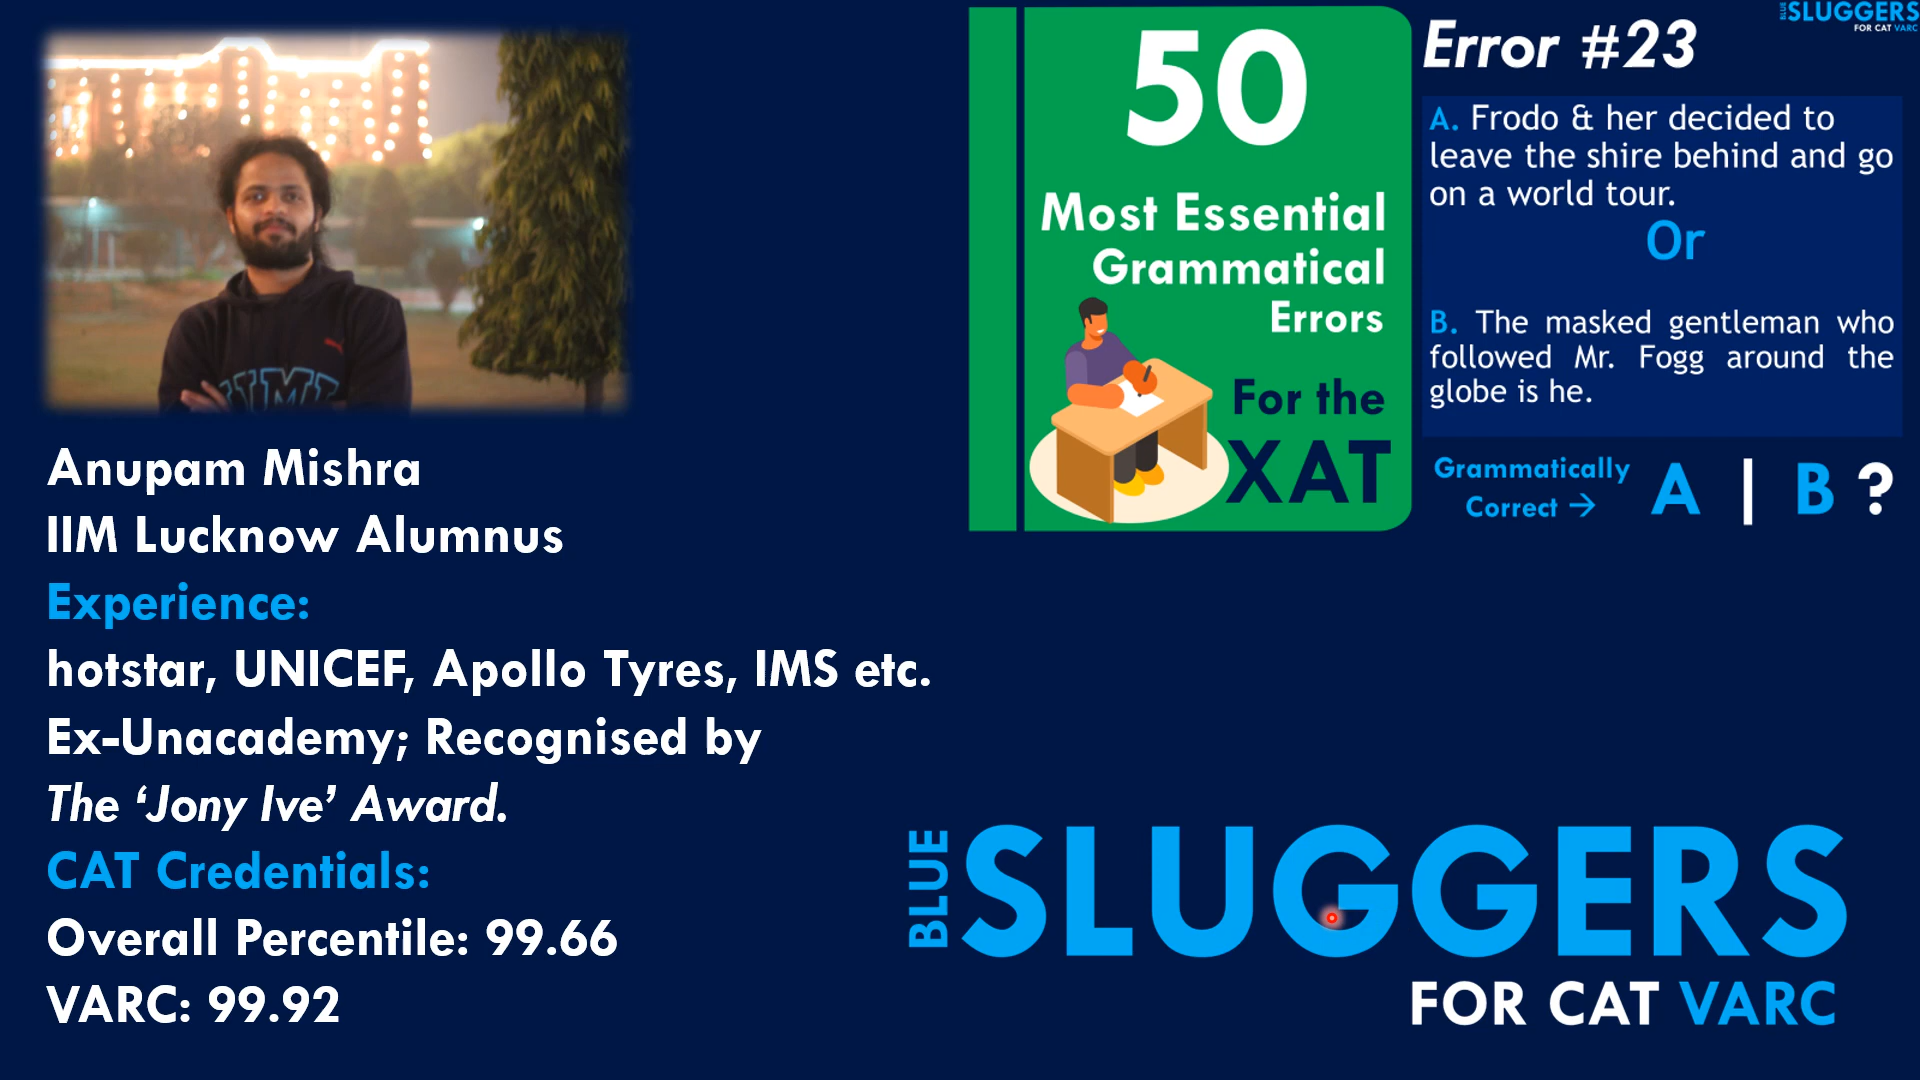 Anupam Mishra
IIM Lucknow Alumnus
Experience:
hotstar, UNICEF, Apollo Tyres, IMS etc.
Ex-Unacademy; Recognised by
The ‘Jony Ive’ Award.
CAT Credentials:
Overall Percentile: 99.66
VARC: 99.92
50
Most Essential
Grammatical
Errors
For the
XAT
Error #23
BLUE SLUGGERS
FOR CAT VARC
A. Frodo & her decided to
leave the shire behind and go
on a world tour.
Or
B. The masked gentleman who
followed Mr. Fogg around the
globe is he.
Grammatically
Correct → A | B ?
BLUE SLUGGERS
FOR CAT VARC